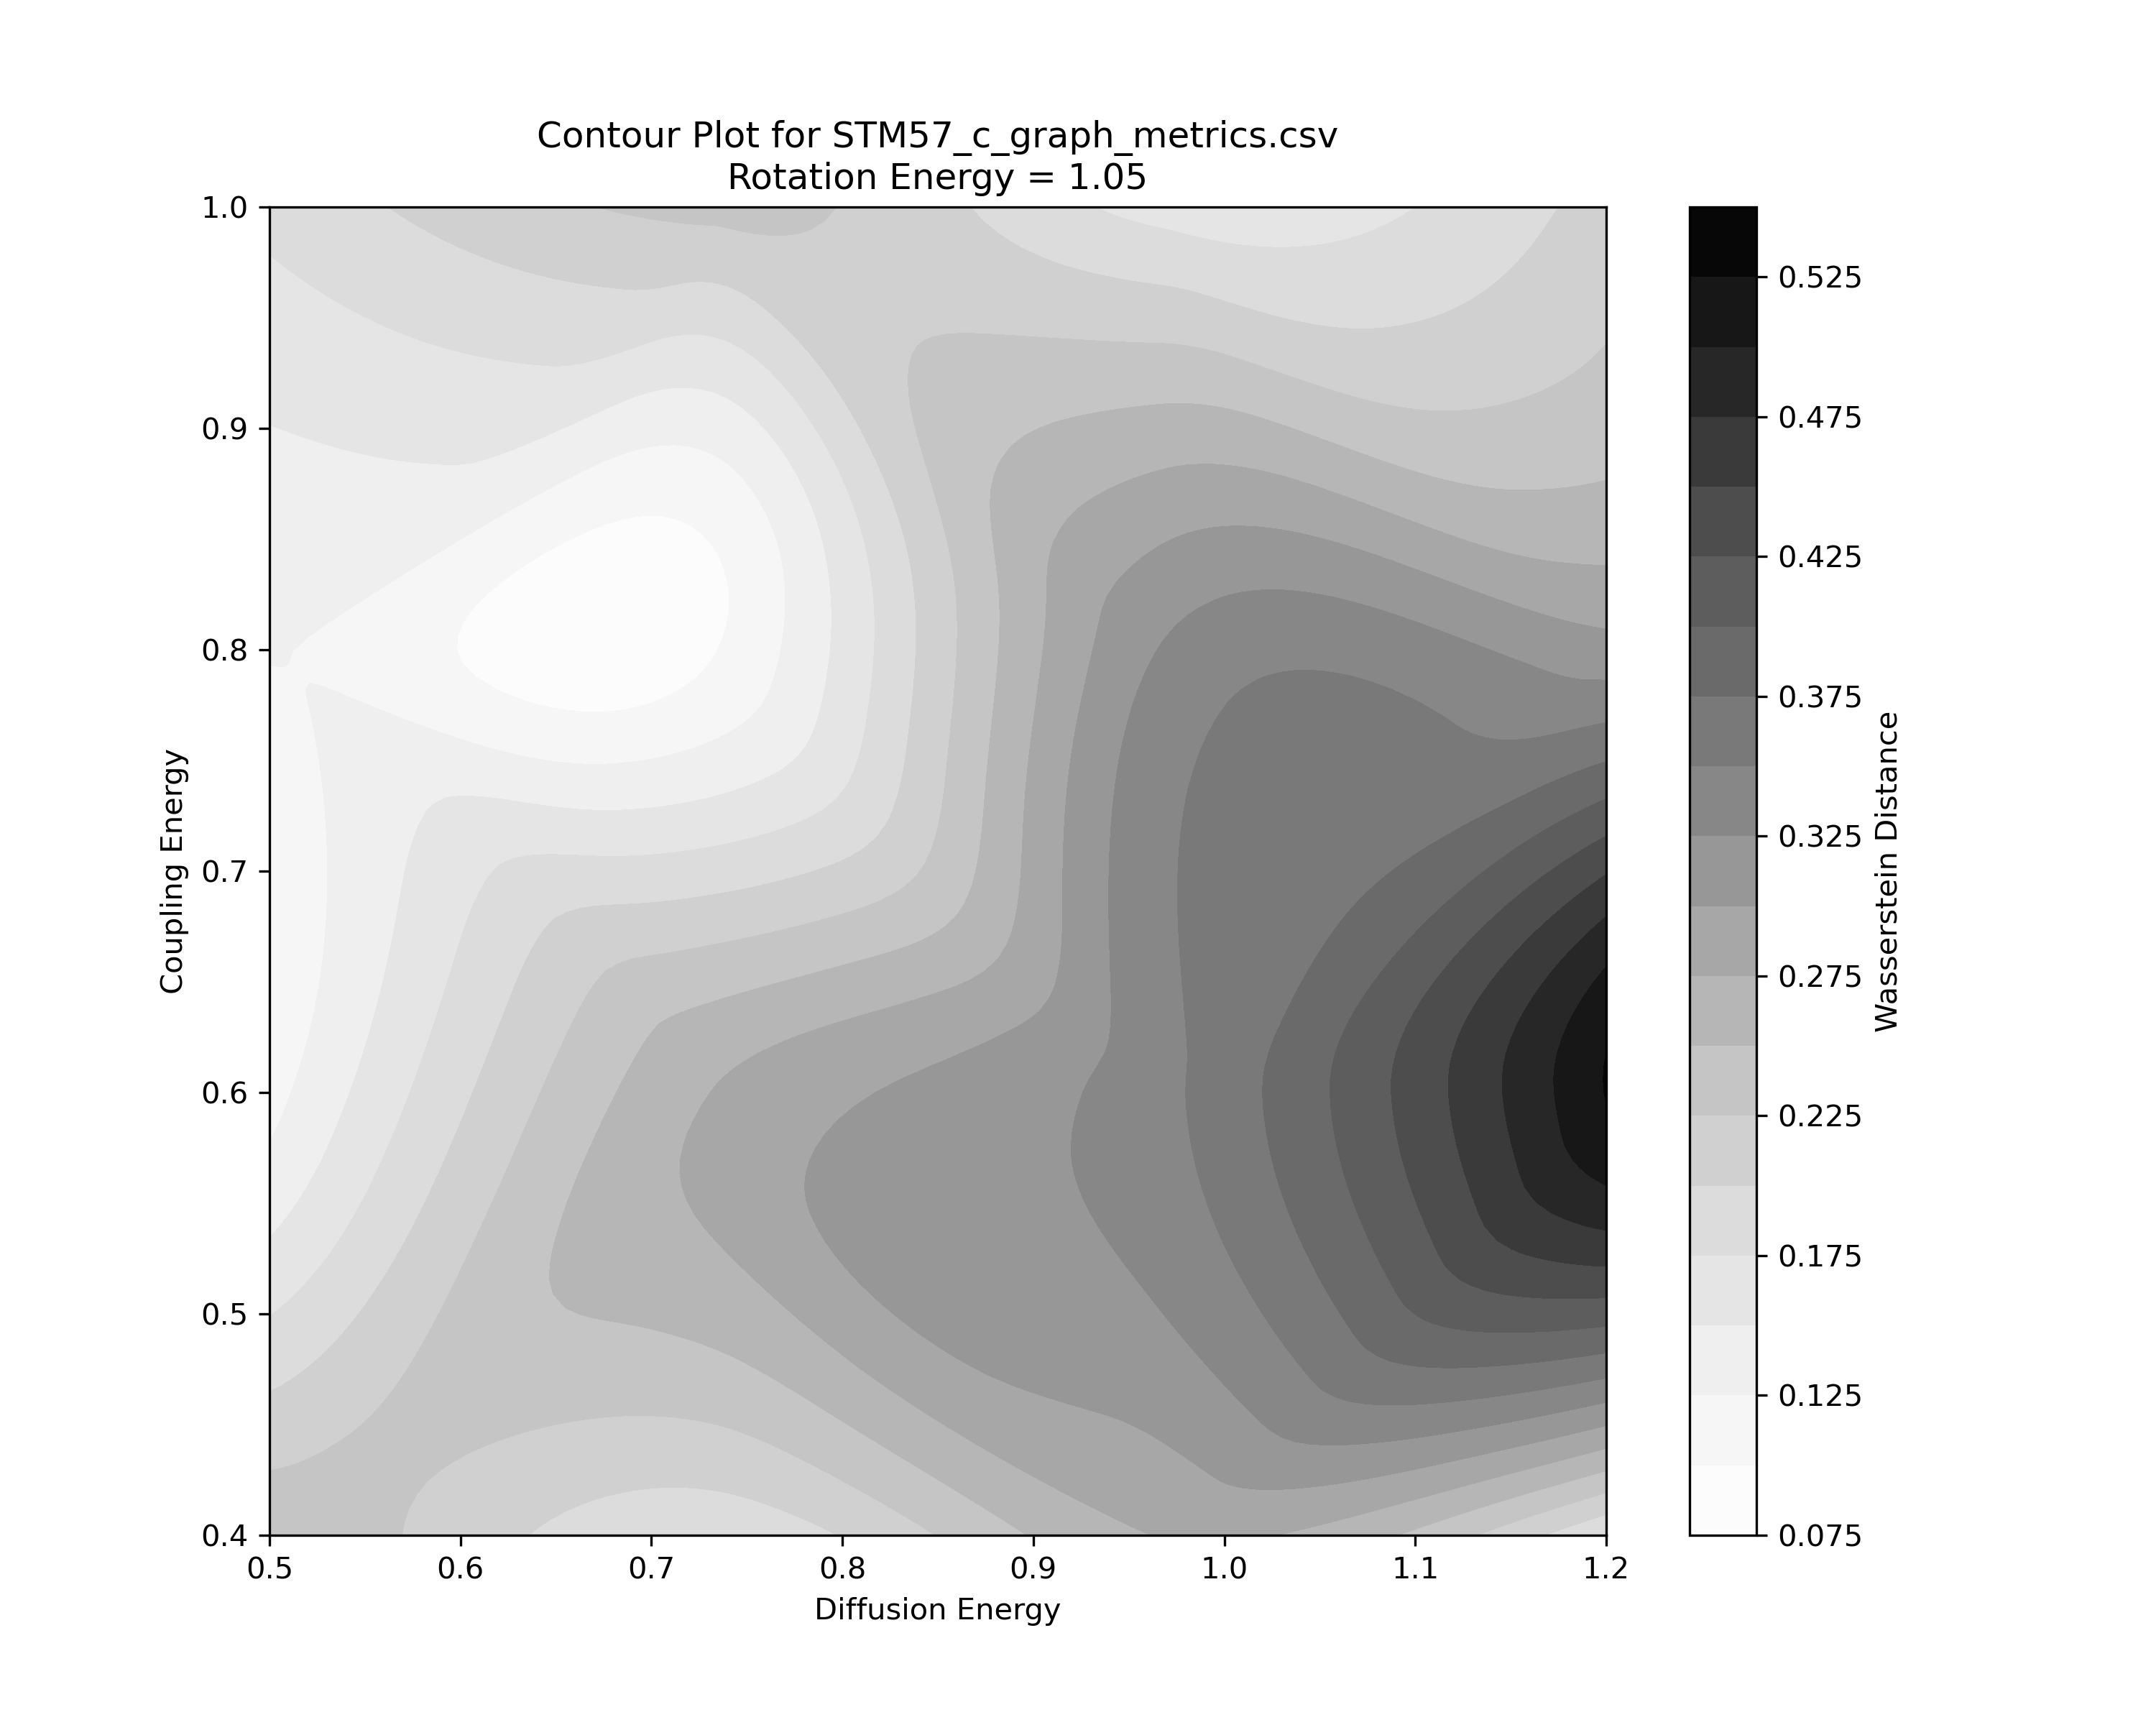 Contour Plot for STM57_c_graph_metrics.csv
Rotation Energy = 1.05
1.0
0.9
0.8
0.7
0.6
0.5
0.4
Coupling Energy
0.5 0.6 0.7 0.8 0.9 1.0 1.1 1.2
Diffusion Energy
0.525
0.475
0.425
0.375
0.325
0.275
0.225
0.175
0.125
0.075
Wasserstein Distance